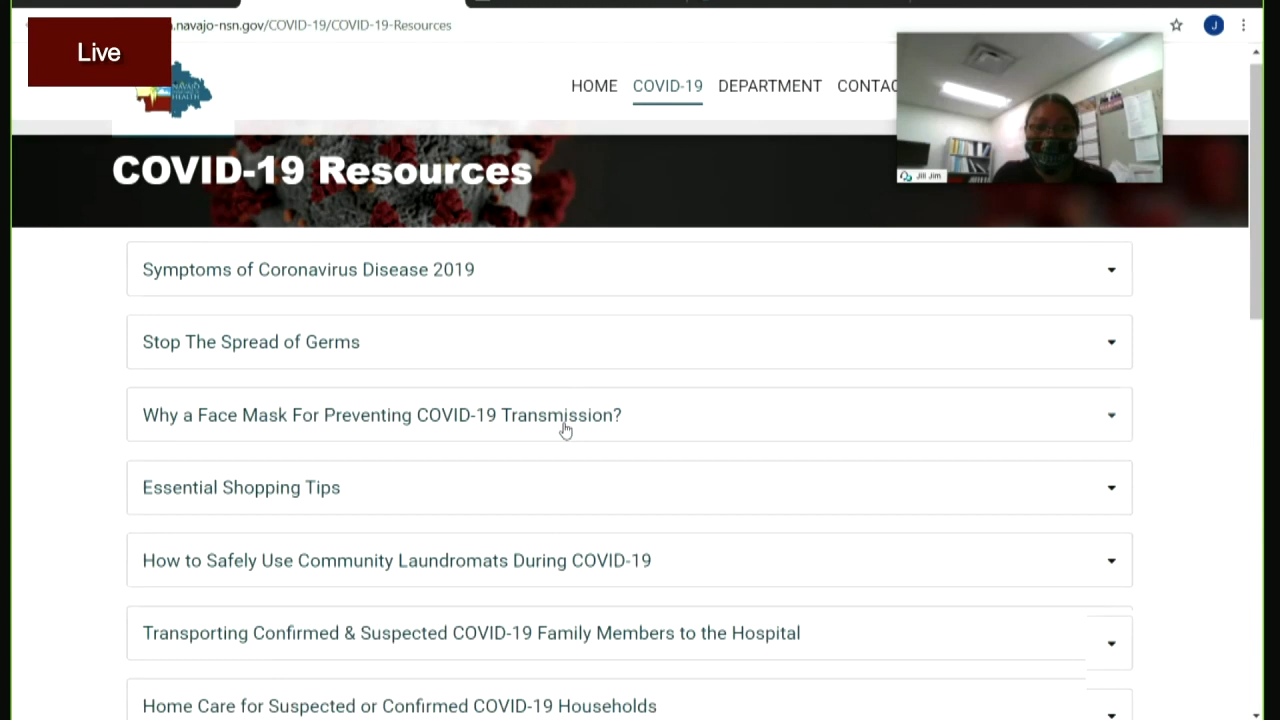 .navajo-nsn.gov/COVID-19/COVID-19-Resources
J
Live
NAVAJO
HEALTH
HOME COVID-19 DEPARTMENT CONTAC
Jill Jim
COVID-19 Resources
Symptoms of Coronavirus Disease 2019
Stop The Spread of Germs
Why a Face Mask For Preventing COVID-19 Transmission?
Essential Shopping Tips
How to Safely Use Community Laundromats During COVID-19
Transporting Confirmed & Suspected COVID-19 Family Members to the Hospital
Home Care for Suspected or Confirmed COVID-19 Households